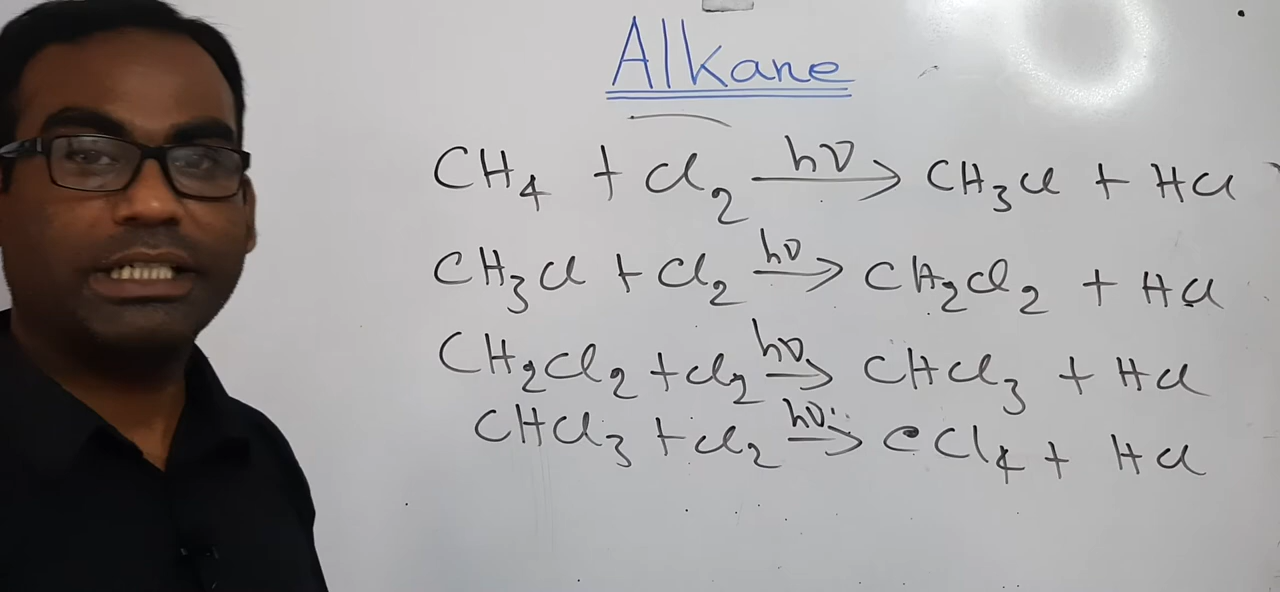 Alkane
CH₄ + Cl₂ —hν→ CH₃Cl + HCl
CH₃Cl + Cl₂ —hν→ CH₂Cl₂ + HCl
CH₂Cl₂ + Cl₂ —hν→ CHCl₃ + HCl
CHCl₃ + Cl₂ —hν→ CCl₄ + HCl